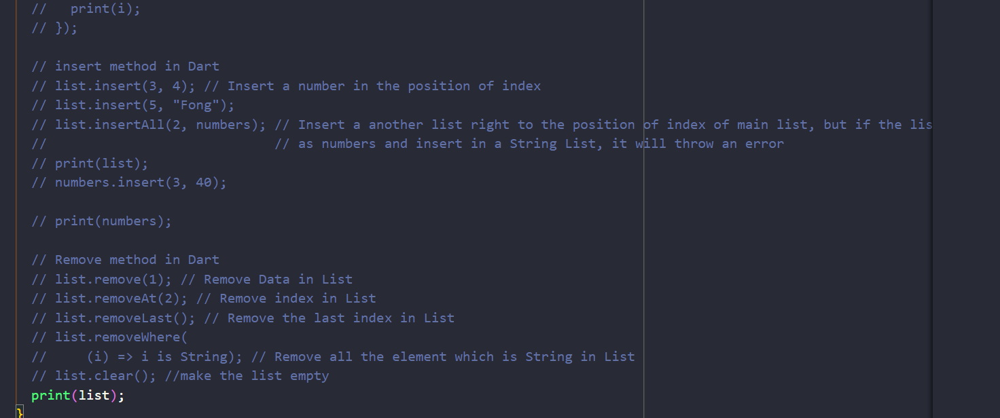 //   print(i);
// });
// insert method in Dart
// list.insert(3, 4); // Insert a number in the position of index
// list.insert(5, "Fong");
// list.insertAll(2, numbers); // Insert a another list right to the position of index of main list, but if the lis
//                             // as numbers and insert in a String List, it will throw an error
// print(list);
// numbers.insert(3, 40);
// print(numbers);
// Remove method in Dart
// list.remove(1); // Remove Data in List
// list.removeAt(2); // Remove index in List
// list.removeLast(); // Remove the last index in List
// list.removeWhere(
//     (i) => i is String); // Remove all the element which is String in List
// list.clear(); //make the list empty
print(list);
}